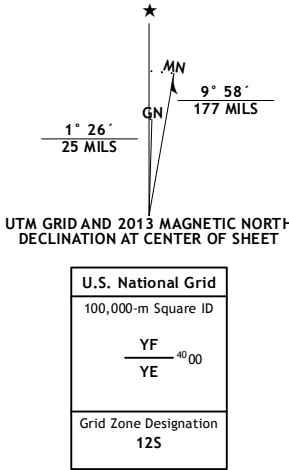 ★
MN
GN
9° 58´
177 MILS
1° 26´
25 MILS
UTM GRID AND 2013 MAGNETIC NORTH
DECLINATION AT CENTER OF SHEET
U.S. National Grid
100,000-m Square ID
YF
4000
YE
Grid Zone Designation
12S